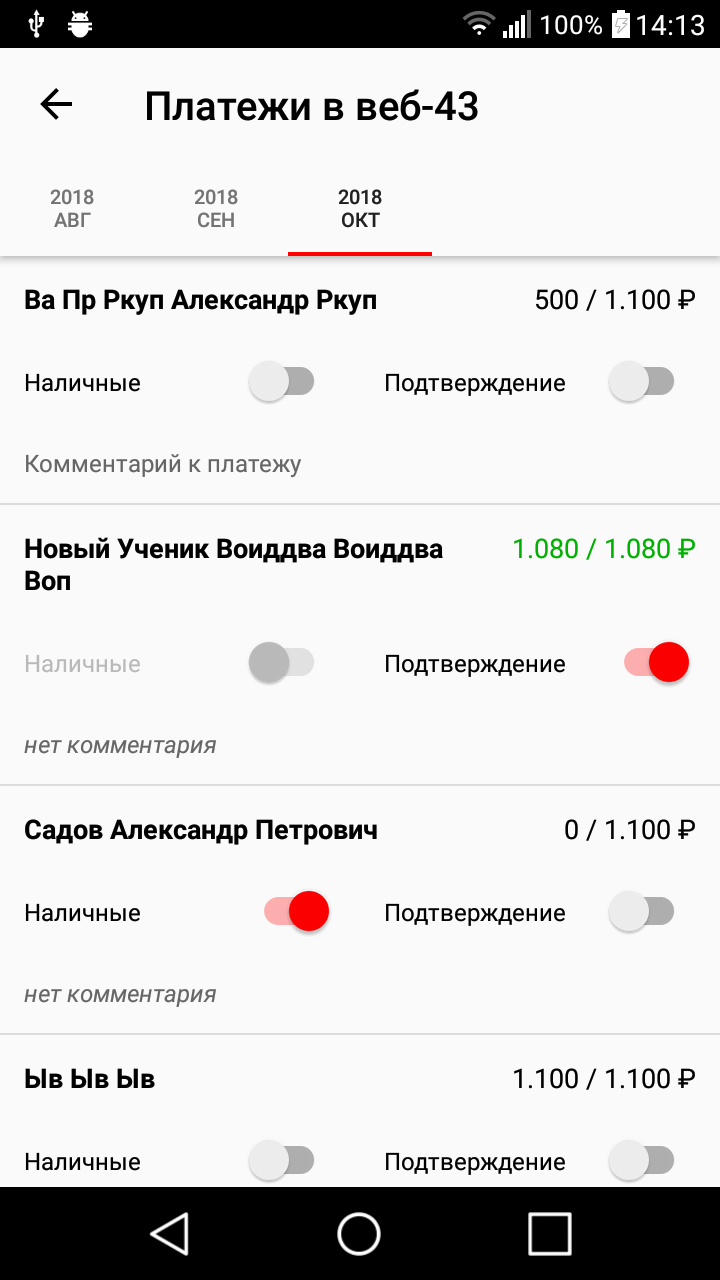 100% 14:13
Платежи в веб-43
2018 2018 2018
АВГ СЕН ОКТ
Ва Пр Ркуп Александр Ркуп 500 / 1.100 ₽
Наличные Подтверждение
Комментарий к платежу
Новый Ученик Воиддва Воиддва 1.080 / 1.080 ₽
Воп
Наличные Подтверждение
нет комментария
Садов Александр Петрович 0 / 1.100 ₽
Наличные Подтверждение
нет комментария
Ыв Ыв Ыв 1.100 / 1.100 ₽
Наличные Подтверждение